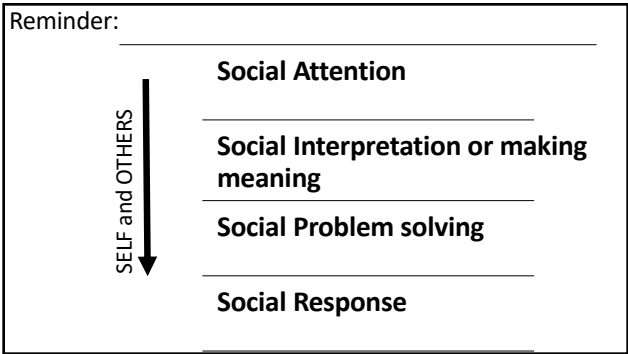 Reminder:
Social Attention
SELF and OTHERS
Social Interpretation or making
meaning
Social Problem solving
Social Response